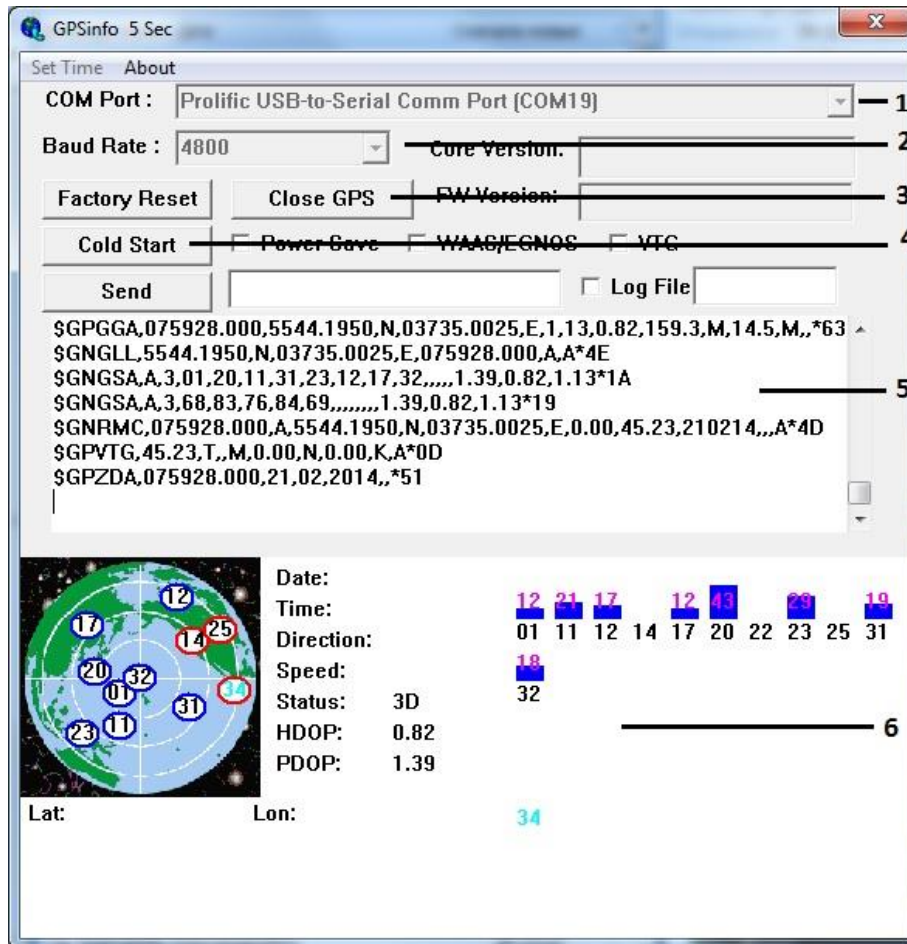 GPSinfo 5 Sec
Set Time About
COM Port : Prolific USB-to-Serial Comm Port (COM19) 1
Baud Rate : 4800 Core Version: 2
Factory Reset Close GPS FW Version: 3
Cold Start Power Save WAAS/EGNOS VTG 4
Send Log File
$GPGGA,075928.000,5544.1950,N,03735.0025,E,1,13,0.82,159.3,M,14.5,M,,*63
$GNGLL,5544.1950,N,03735.0025,E,075928.000,A,A*4E
$GNGSA,A,3,01,20,11,31,23,12,17,32,,,,,1.39,0.82,1.13*1A
$GNGSA,A,3,68,83,76,84,69,,,,,,,,1.39,0.82,1.13*19
$GNRMC,075928.000,A,5544.1950,N,03735.0025,E,0.00,45.23,210214,,,A*4D
$GPVTG,45.23,T,,M,0.00,N,0.00,K,A*0D
$GPZDA,075928.000,21,02,2014,,*51
5
12
17
25
14
20
32
01
34
31
11
23
Date:
Time:
Direction:
Speed:
Status: 3D
HDOP: 0.82
PDOP: 1.39
12 21 17 12 43 29 19
01 11 12 14 17 20 22 23 25 31
18
32
6
Lat: Lon:
34